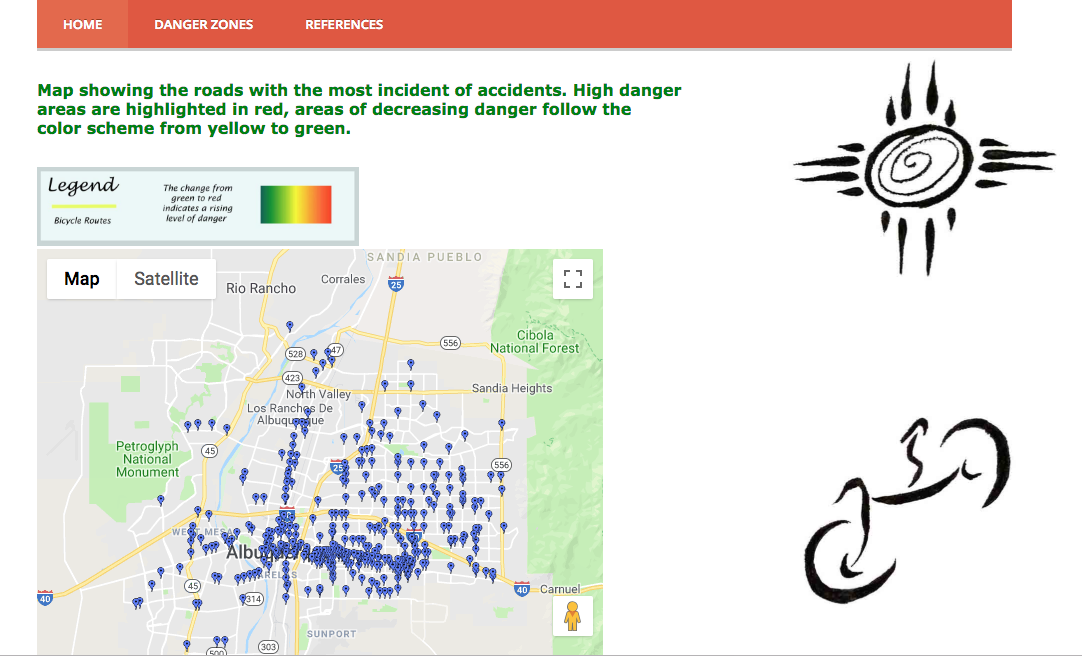 HOME DANGER ZONES REFERENCES
Map showing the roads with the most incident of accidents. High danger
areas are highlighted in red, areas of decreasing danger follow the
color scheme from yellow to green.
Legend
Bicycle Routes
The change from
green to red
indicates a rising
level of danger
Map Satellite
SANDIA PUEBLO
Rio Rancho
Corrales
25
Cibola
National Forest
556
528
47
423
Sandia Heights
North Valley
Los Ranchos De
Albuquerque
Petroglyph
National
Monument
45
25
556
WEST MESA
Albuquerque
45
314
40
40
Carnuel
SUNPORT
303
500